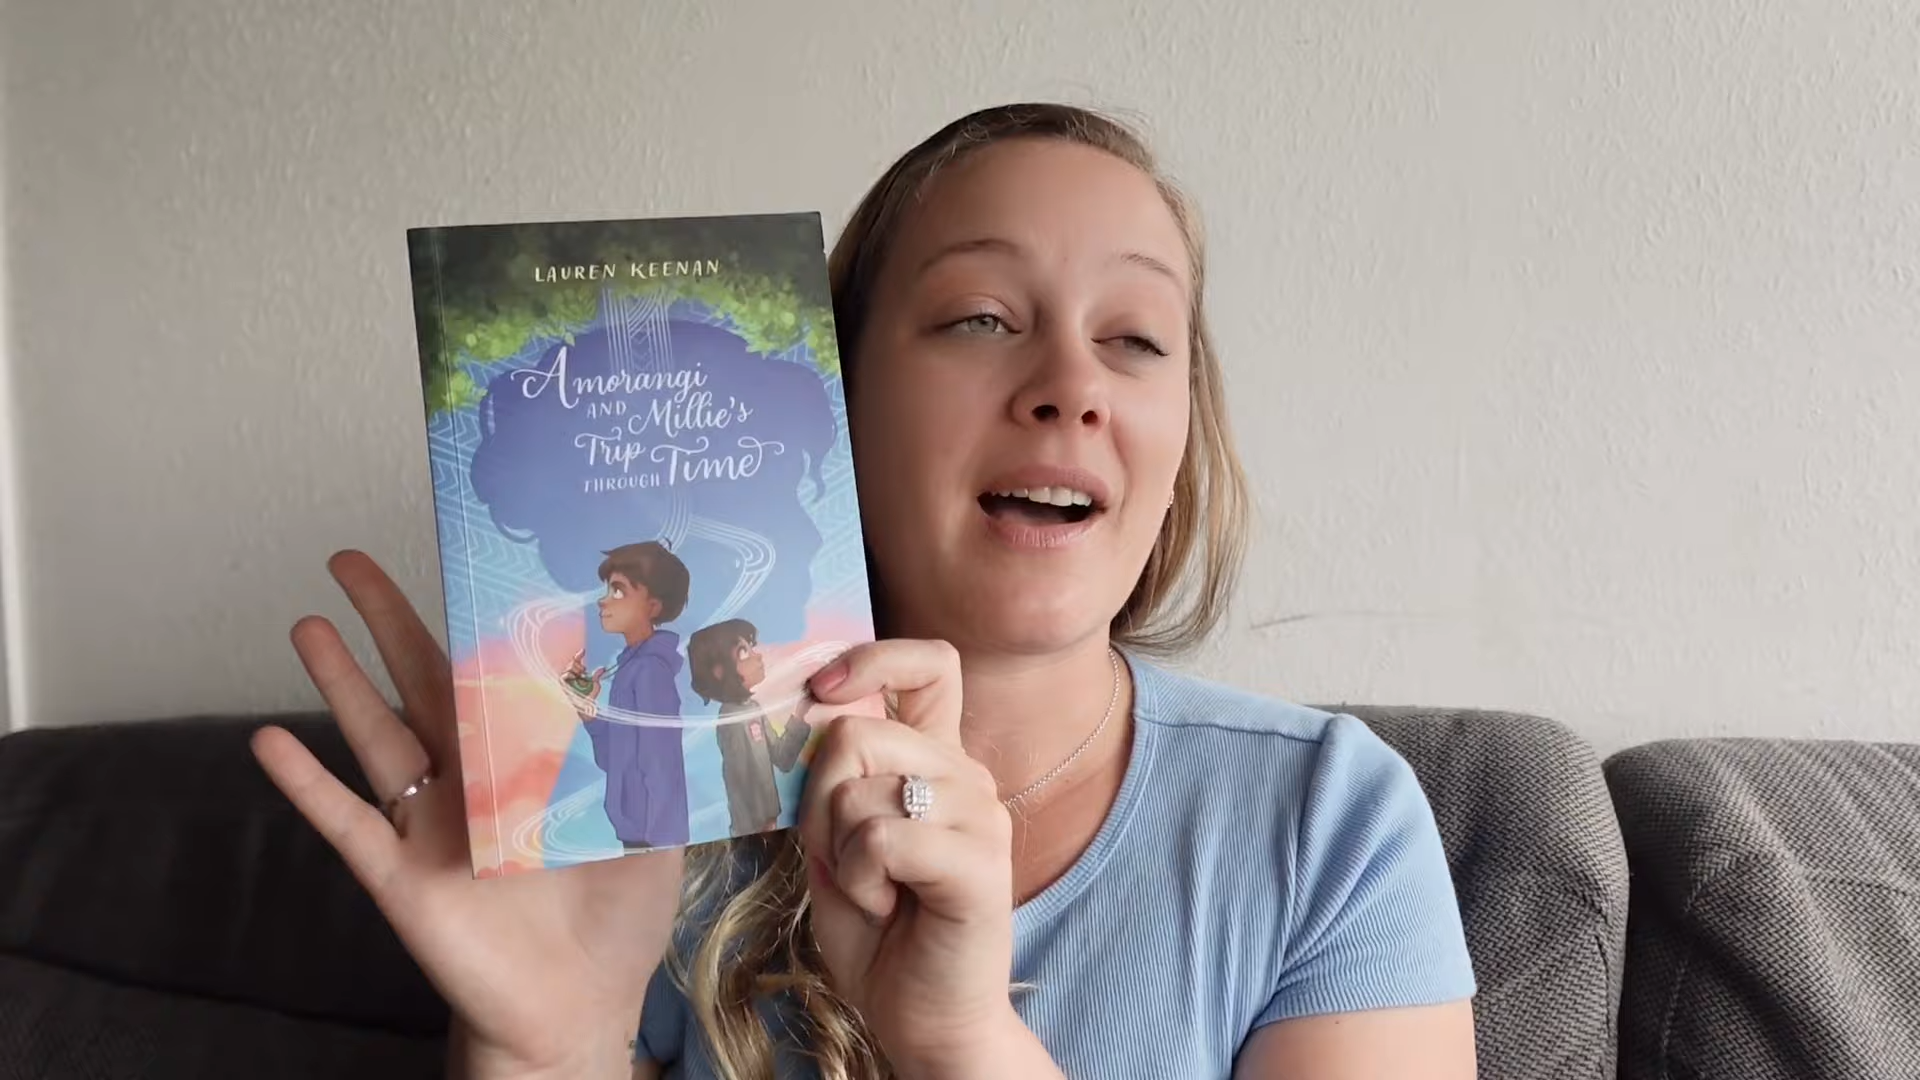 LAUREN KEENAN
Amorangi
AND Millie's
Trip
THROUGH Time